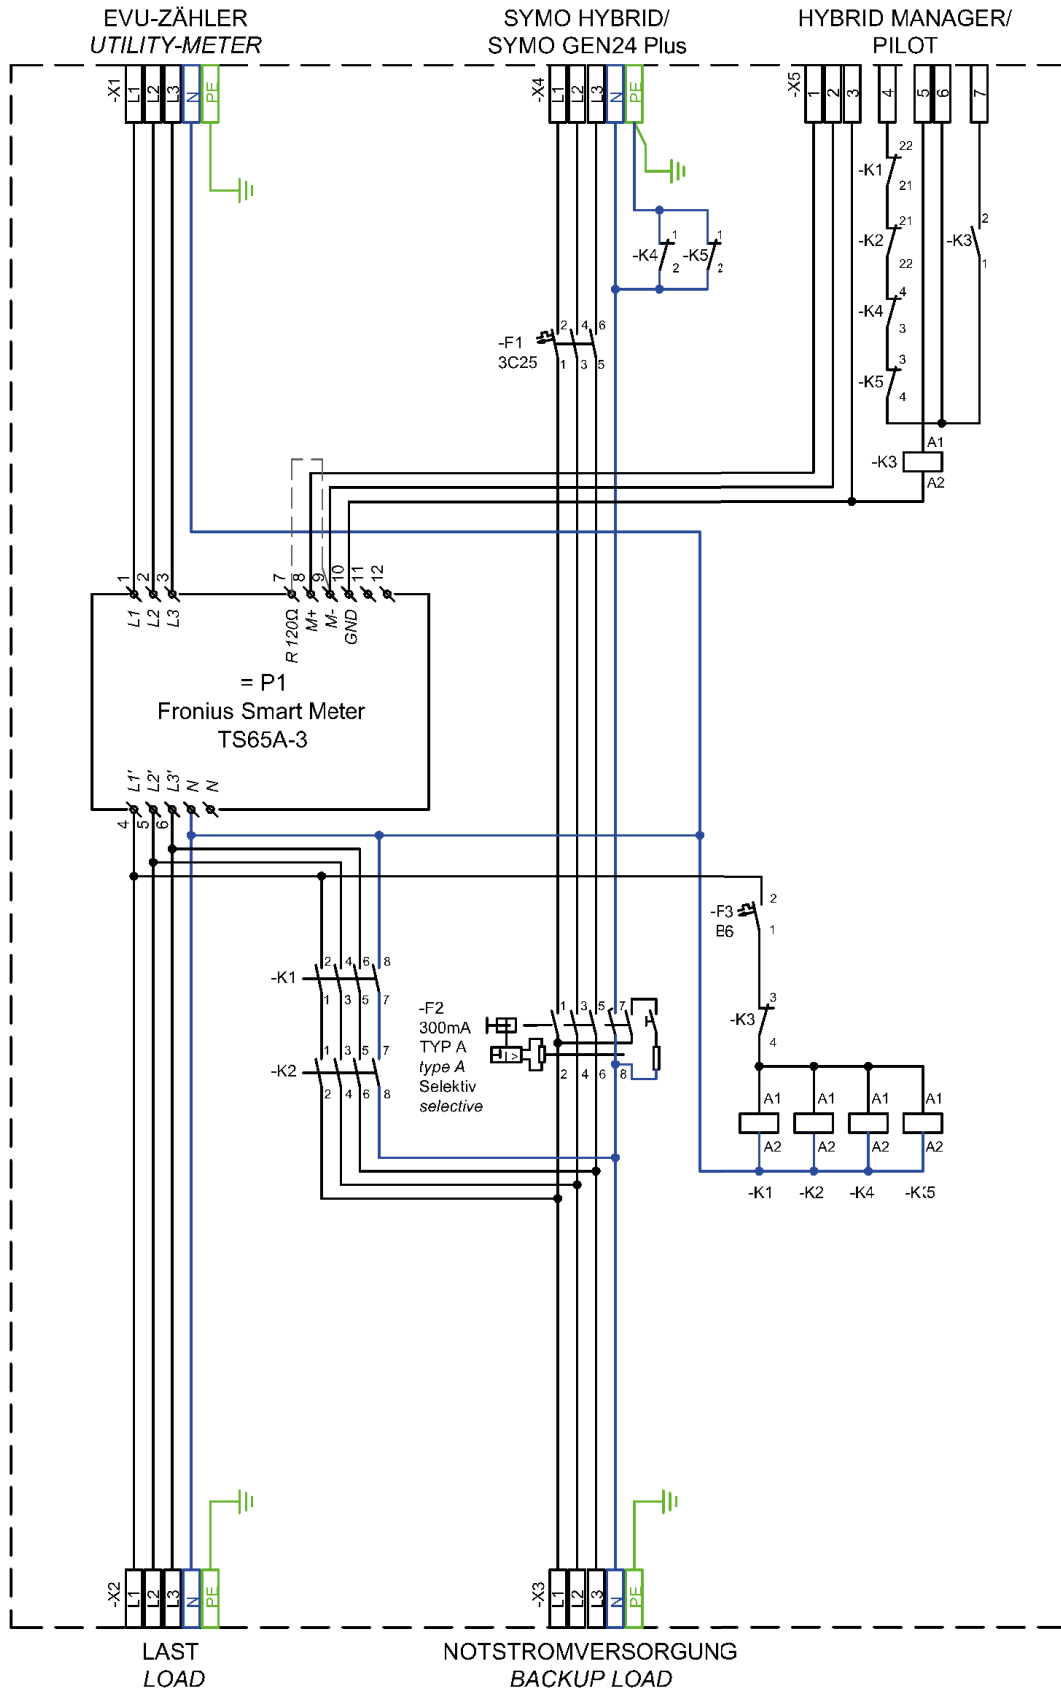 EVU-ZÄHLER
UTILITY-METER
SYMO HYBRID/
SYMO GEN24 Plus
HYBRID MANAGER/
PILOT
-X1 L1 L2 L3 N PE
-X4 L1 L2 L3 N PE
-X5 1 2 3 4 5 6 7
-K1 22 21
-K2 21 22
-K3 2 1
-K4 1 2
-K5 1 2
-K4 4 3
-K5 3 4
-F1
3C25
2 4 6
1 3 5
-K3 A1 A2
1 2 3
7 8 9 10 11 12
L1 L2 L3
R 120Ω M+ M- GND
= P1
Fronius Smart Meter
TS65A-3
L1' L2' L3' N N
4 5 6
-F3
B6
2
1
-K1
2 4 6 8
1 3 5 7
-K2
1 3 5 7
2 4 6 8
-F2
300mA
TYP A
type A
Selektiv
selective
1 3 5 7
I>
2 4 6 8
-K3
3
4
A1 A1 A1 A1
A2 A2 A2 A2
-K1 -K2 -K4 -K5
-X2 L1 L2 L3 N PE
-X3 L1 L2 L3 N PE
LAST
LOAD
NOTSTROMVERSORGUNG
BACKUP LOAD